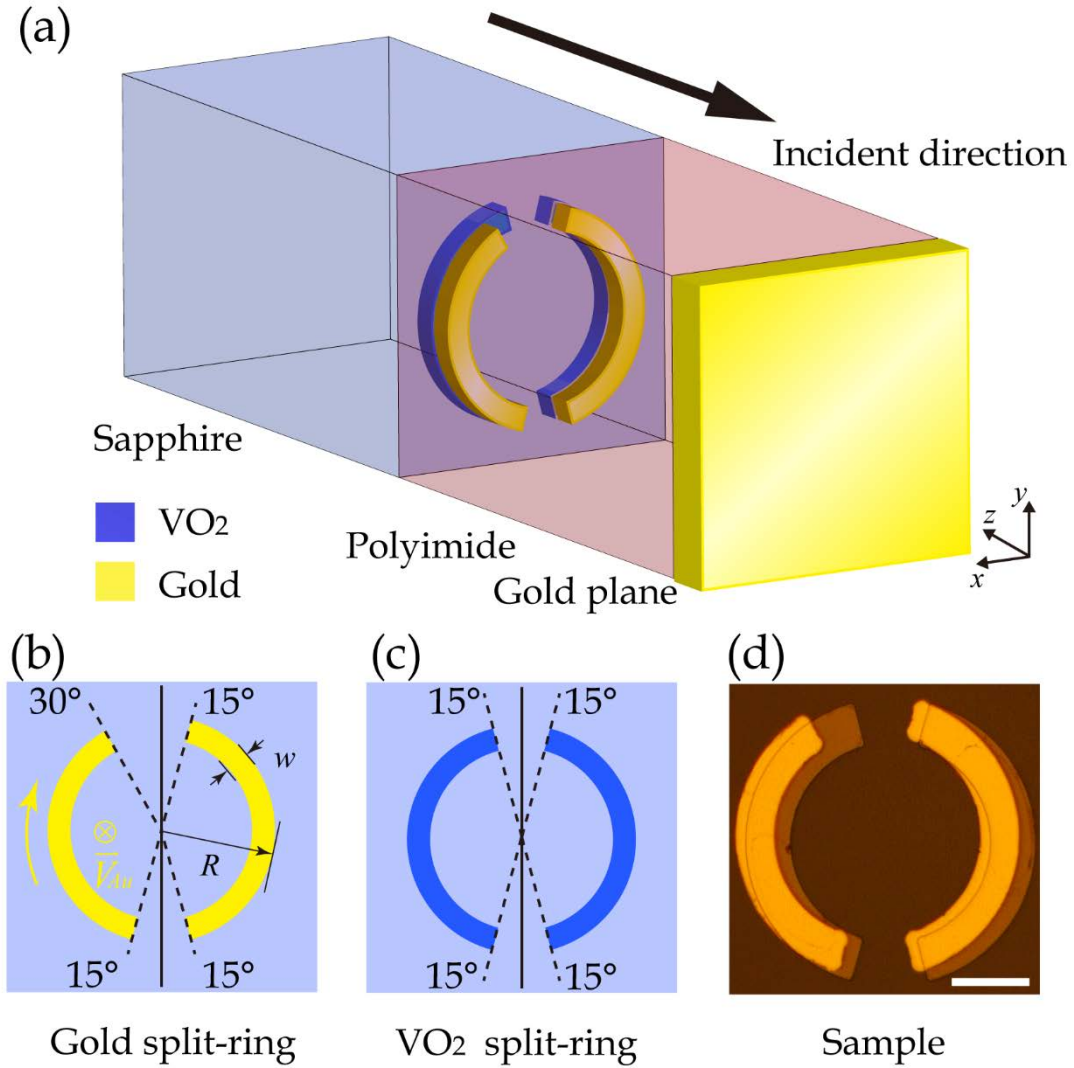 (a)
Incident direction
Sapphire
VO2
Gold
Polyimide
Gold plane
y
z
x
(b)
30°
15°
w
R
V_Au
15°
15°
Gold split-ring
(c)
15°
15°
15°
15°
VO2 split-ring
(d)
Sample